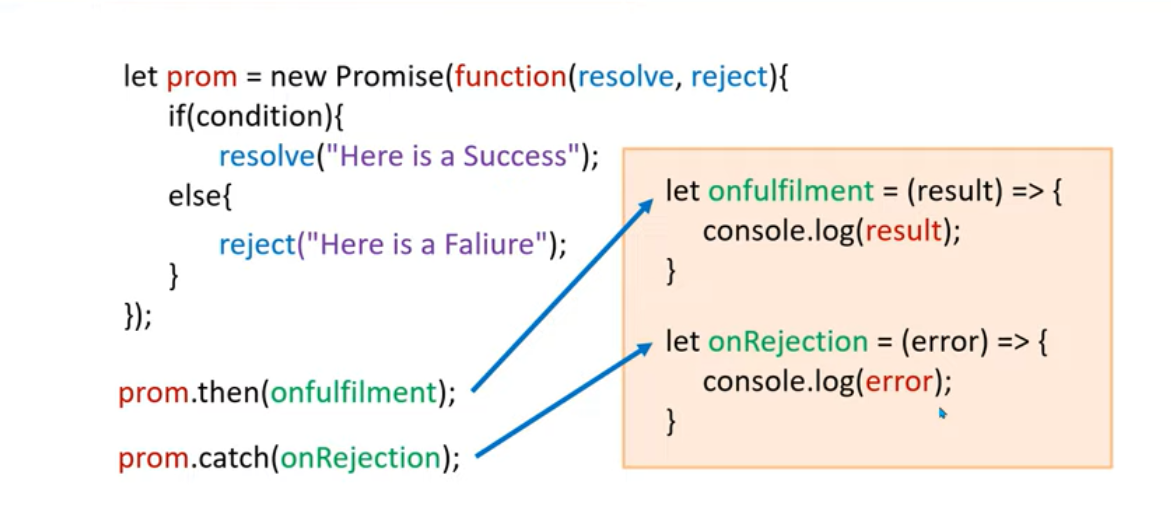 let prom = new Promise(function(resolve, reject){
if(condition){
resolve("Here is a Success");
else{
reject("Here is a Faliure");
}
});
prom.then(onfulfilment);
prom.catch(onRejection);
let onfulfilment = (result) => {
console.log(result);
}
let onRejection = (error) => {
console.log(error);
}